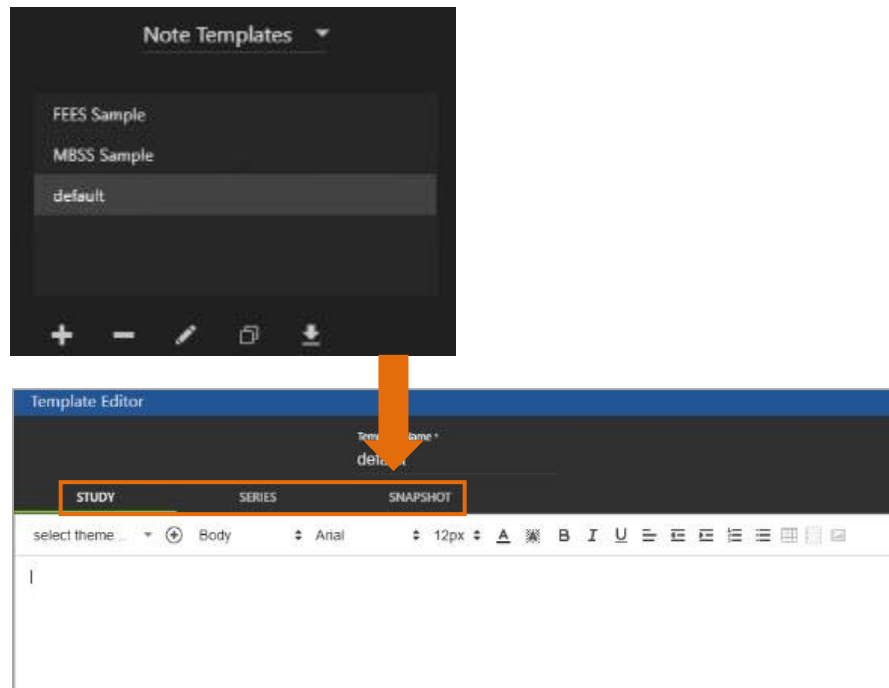 Note Templates
FEES Sample
MBSS Sample
default
Template Editor
STUDY SERIES SNAPSHOT
select theme... Body Arial 12px A B I U